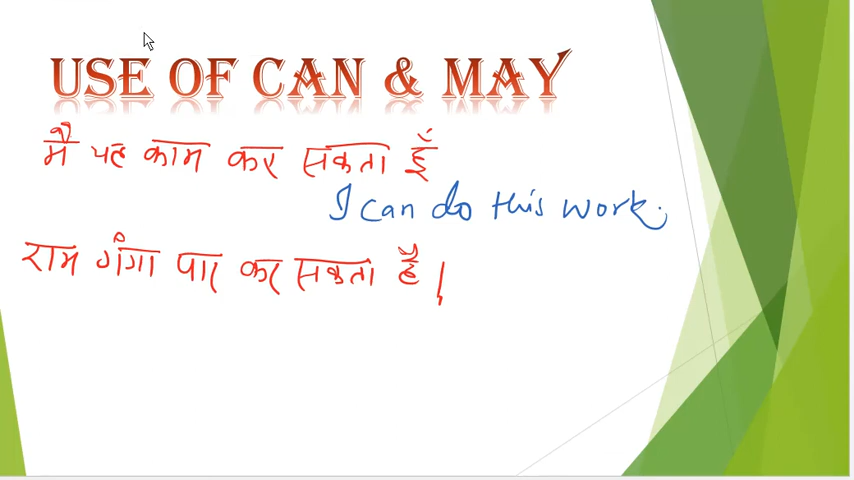 USE OF CAN & MAY
मैं यह काम कर सकता हूँ
I can do this work.
राम गंगा पार कर सकता है।